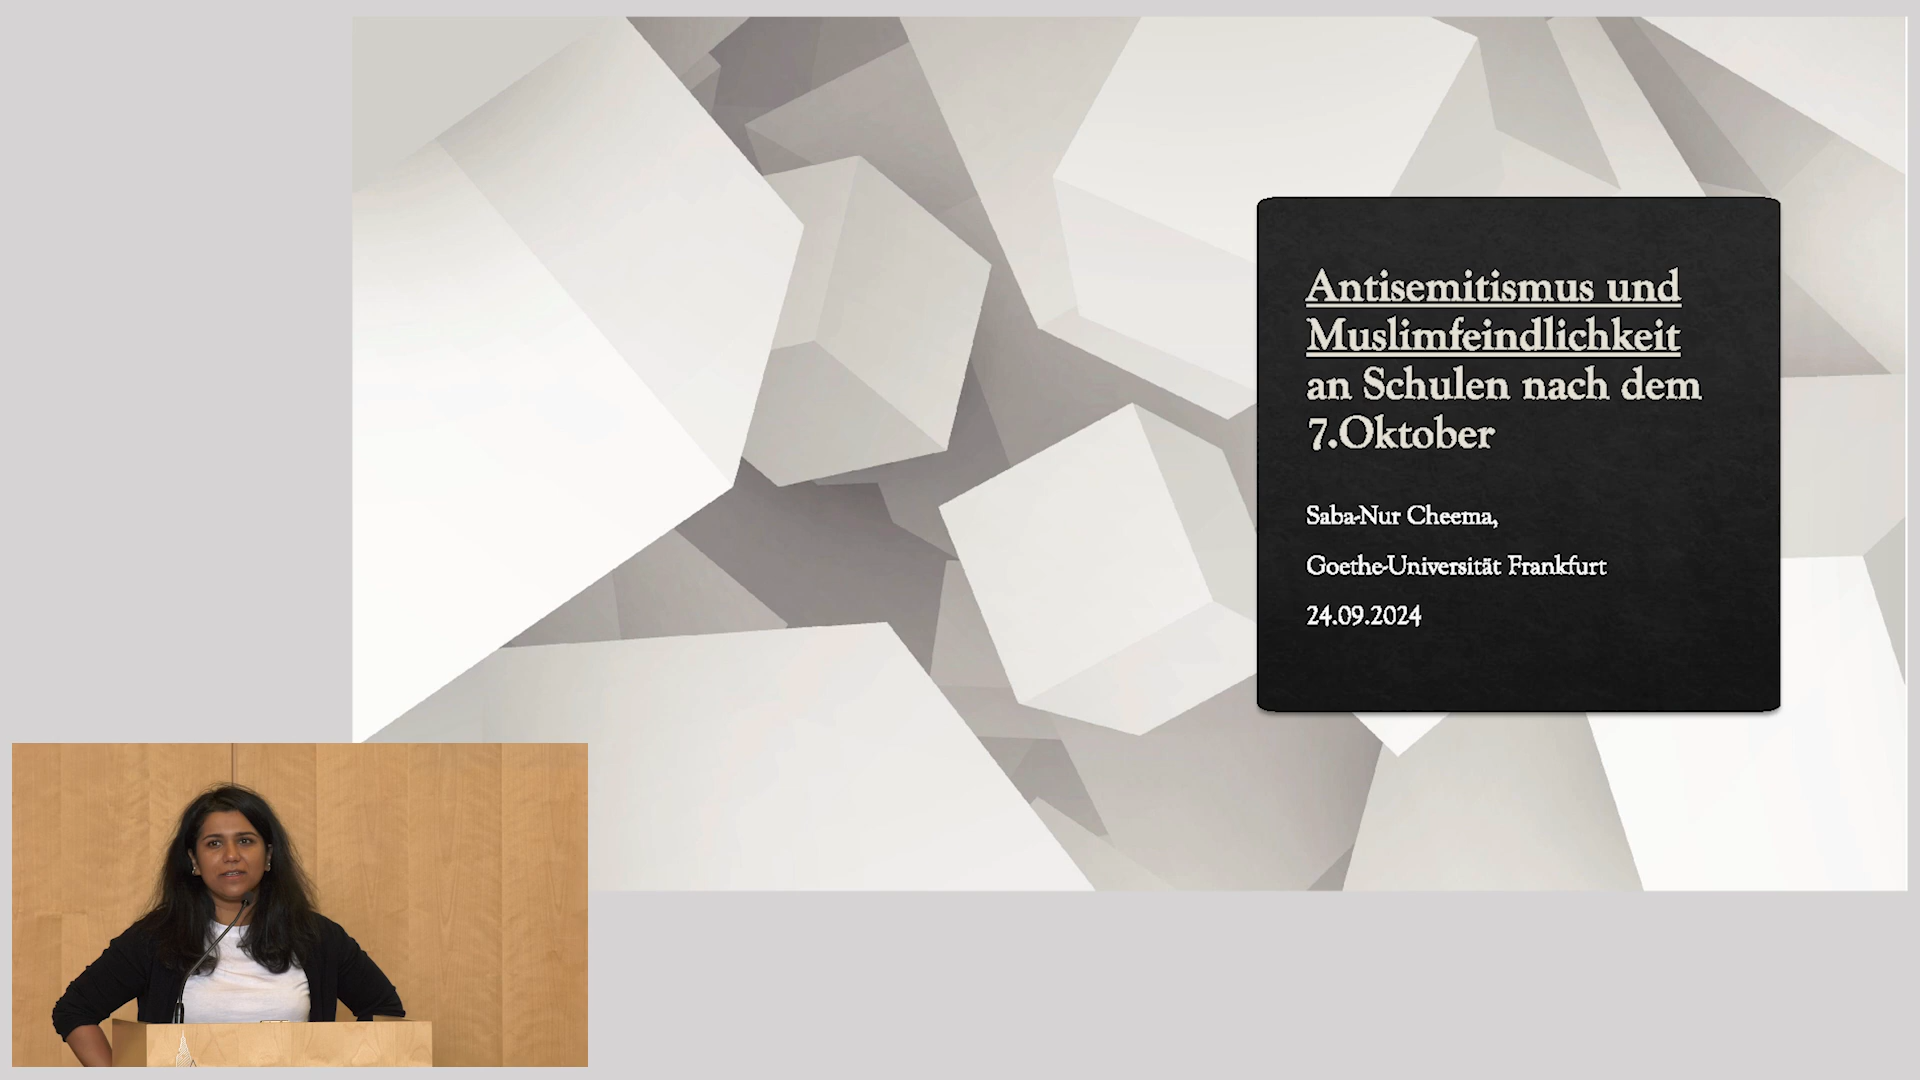 Antisemitismus und
Muslimfeindlichkeit
an Schulen nach dem
7.Oktober
Saba-Nur Cheema,
Goethe-Universität Frankfurt
24.09.2024